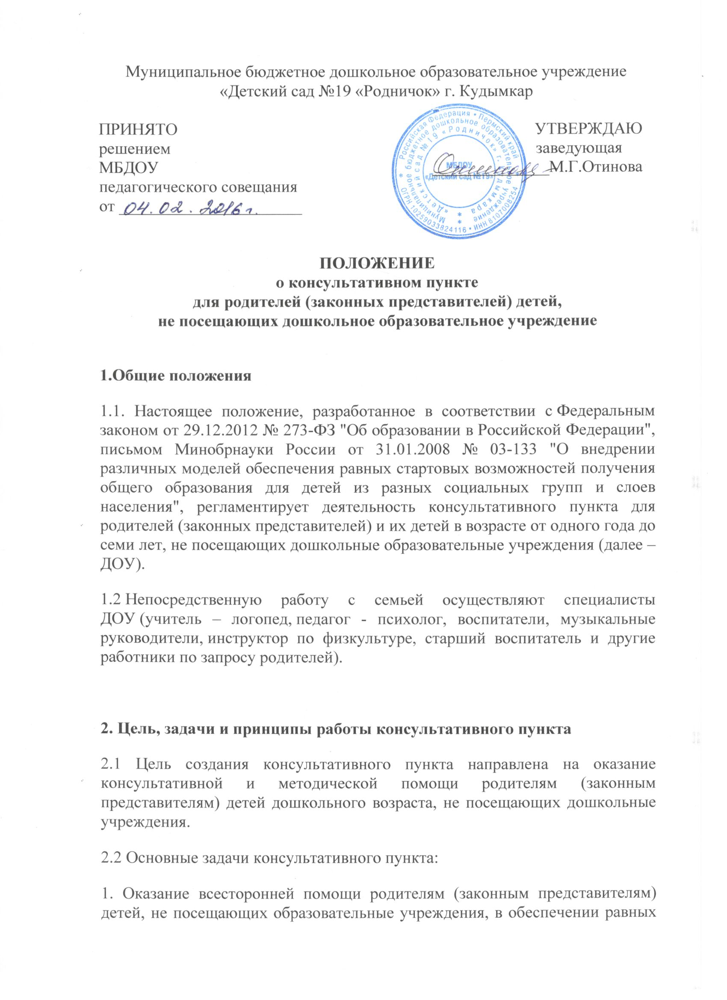 Муниципальное бюджетное дошкольное образовательное учреждение
«Детский сад №19 «Родничок» г. Кудымкар
ПРИНЯТО
решением
МБДОУ
педагогического совещания
от 04.02.2016г.
Российская Федерация • Пермский край
* ОГРН 10259033824116 • ИНН 8107008254 *
Муниципальное бюджетное дошкольное образовательное учреждение *
«Детский сад №19 «Родничок» г. Кудымкара *
МБДОУ
«Детский сад №19»
УТВЕРЖДАЮ
заведующая
М.Г.Отинова
ПОЛОЖЕНИЕ
о консультативном пункте
для родителей (законных представителей) детей,
не посещающих дошкольное образовательное учреждение
1.Общие положения
1.1. Настоящее положение, разработанное в соответствии с Федеральным
законом от 29.12.2012 № 273-ФЗ "Об образовании в Российской Федерации",
письмом Минобрнауки России от 31.01.2008 № 03-133 "О внедрении
различных моделей обеспечения равных стартовых возможностей получения
общего образования для детей из разных социальных групп и слоев
населения", регламентирует деятельность консультативного пункта для
родителей (законных представителей) и их детей в возрасте от одного года до
семи лет, не посещающих дошкольные образовательные учреждения (далее –
ДОУ).
1.2 Непосредственную работу с семьей осуществляют специалисты
ДОУ (учитель – логопед, педагог - психолог, воспитатели, музыкальные
руководители, инструктор по физкультуре, старший воспитатель и другие
работники по запросу родителей).
2. Цель, задачи и принципы работы консультативного пункта
2.1 Цель создания консультативного пункта направлена на оказание
консультативной и методической помощи родителям (законным
представителям) детей дошкольного возраста, не посещающих дошкольные
учреждения.
2.2 Основные задачи консультативного пункта:
1. Оказание всесторонней помощи родителям (законным представителям)
детей, не посещающих образовательные учреждения, в обеспечении равных